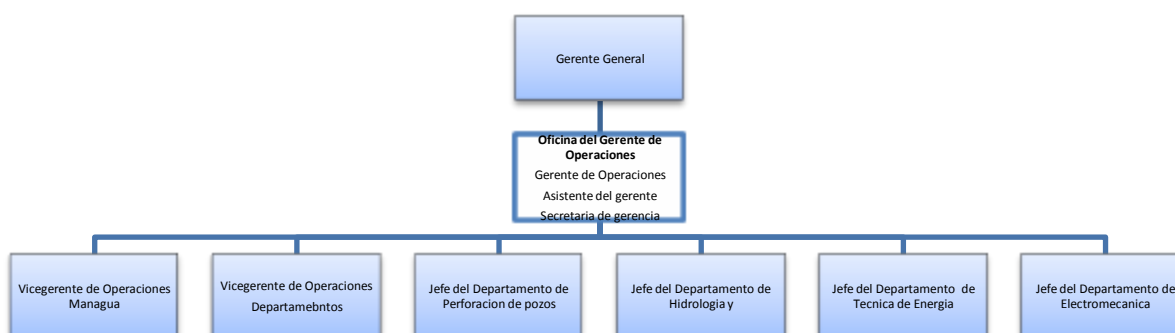 Gerente General
Oficina del Gerente de
Operaciones
Gerente de Operaciones
Asistente del gerente
Secretaria de gerencia
Vicegerente de Operaciones
Managua
Vicegerente de Operaciones
Departamebntos
Jefe del Departamento de
Perforacion de pozos
Jefe del Departamento de
Hidrologia y
Jefe del Departamento  de
Tecnica de Energia
Jefe del Departamento de
Electromecanica